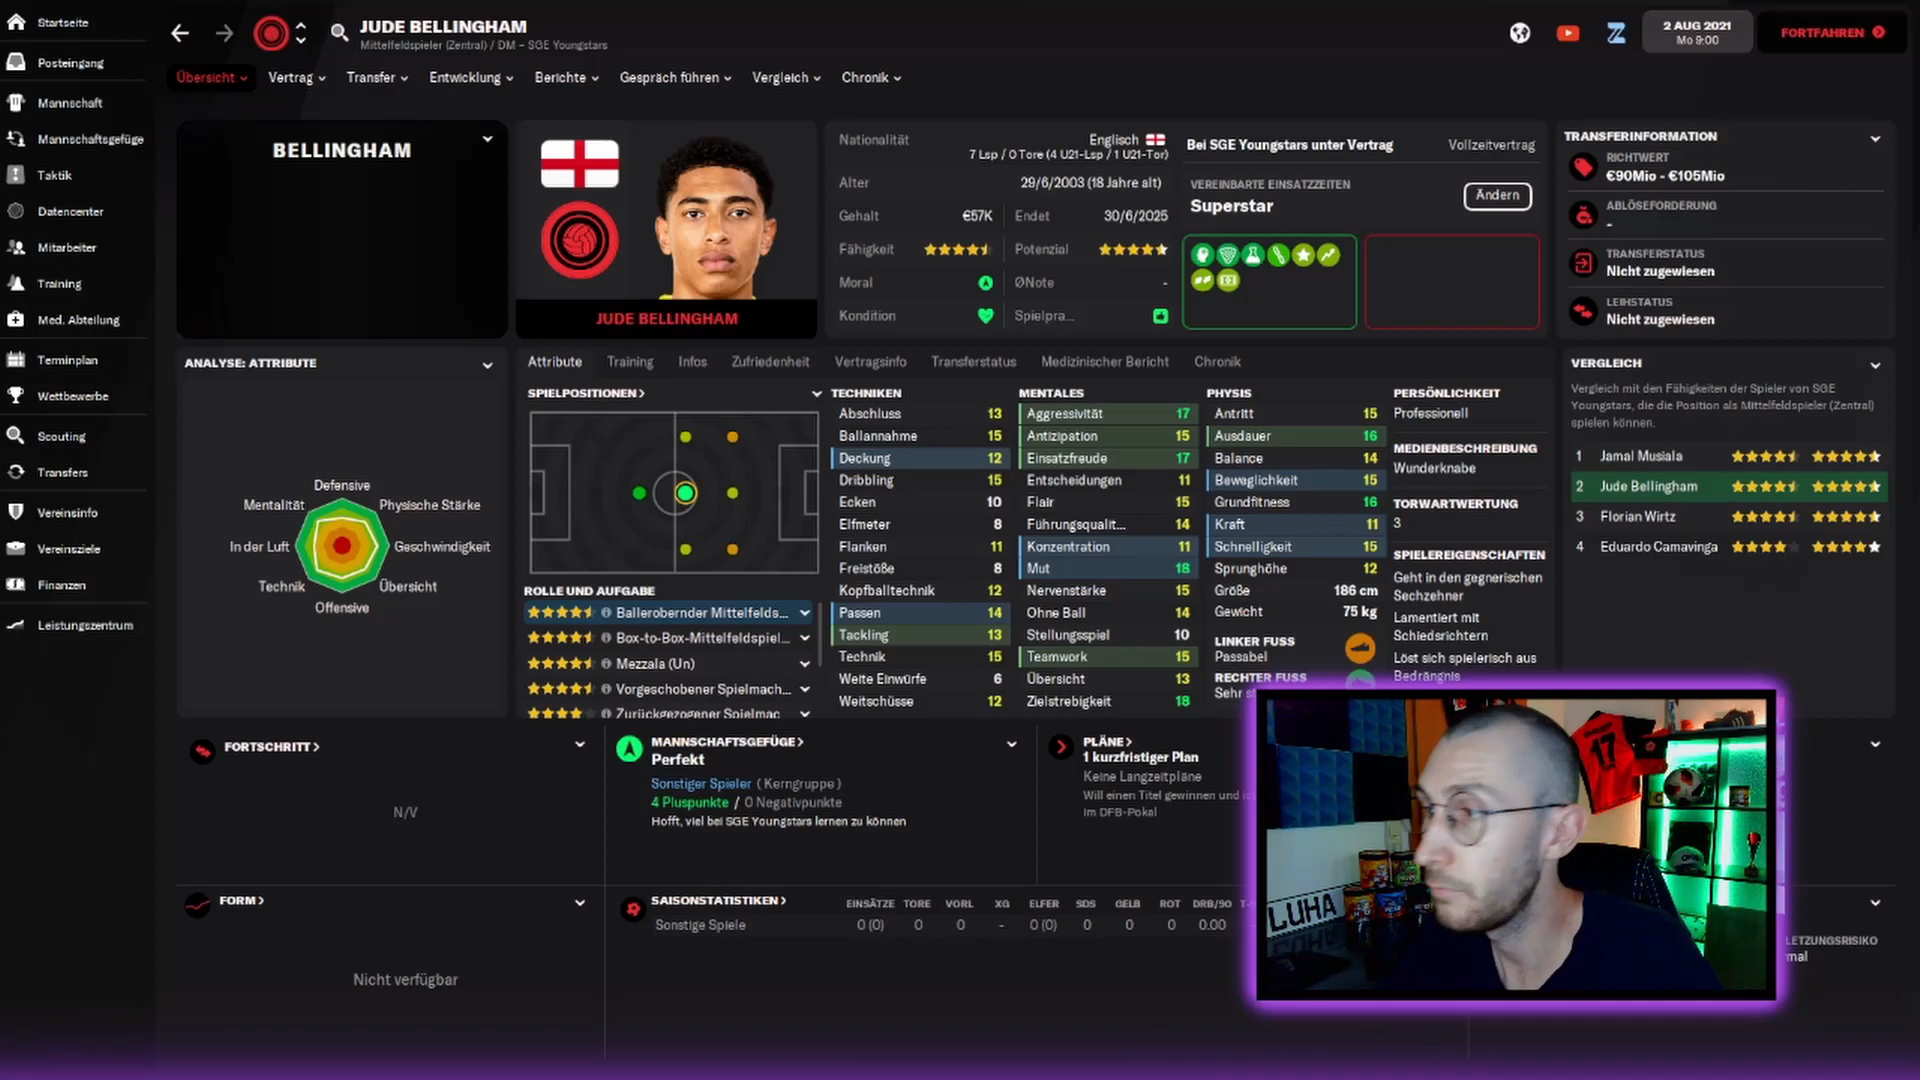 Startseite
Posteingang
Mannschaft
Mannschaftsgefüge
Taktik
Datencenter
Mitarbeiter
Training
Med. Abteilung
Terminplan
Wettbewerbe
Scouting
Transfers
Vereinsinfo
Vereinsziele
Finanzen
Leistungszentrum
JUDE BELLINGHAM
Mittelfeldspieler (Zentral) / DM - SGE Youngstars
2 AUG 2021
Mo 9:00
FORTFAHREN
Übersicht Vertrag Transfer Entwicklung Berichte Gespräch führen Vergleich Chronik
BELLINGHAM
JUDE BELLINGHAM
Nationalität Englisch
7 Lsp / 0 Tore (4 U21-Lsp / 1 U21-Tor)
Alter 29/6/2003 (18 Jahre alt)
Gehalt €57K Endet 30/6/2025
Fähigkeit Potenzial
Moral ØNote -
Kondition Spielpra...
Bei SGE Youngstars unter Vertrag Vollzeitvertrag
VEREINBARTE EINSATZZEITEN
Superstar
Ändern
TRANSFERINFORMATION
RICHTWERT
€90Mio - €105Mio
ABLÖSEFORDERUNG
-
TRANSFERSTATUS
Nicht zugewiesen
LEIHSTATUS
Nicht zugewiesen
ANALYSE: ATTRIBUTE
Defensive
Mentalität Physische Stärke
In der Luft Geschwindigkeit
Technik Übersicht
Offensive
Attribute Training Infos Zufriedenheit Vertragsinfo Transferstatus Medizinischer Bericht Chronik
SPIELPOSITIONEN
ROLLE UND AUFGABE
Ballerobernder Mittelfelds...
Box-to-Box-Mittelfeldspiel...
Mezzala (Un)
Vorgeschobener Spielmach...
Zurückgezogener Spielmac
TECHNIKEN
Abschluss 13
Ballannahme 15
Deckung 12
Dribbling 15
Ecken 10
Elfmeter 8
Flanken 11
Freistöße 8
Kopfballtechnik 12
Passen 14
Tackling 13
Technik 15
Weite Einwürfe 6
Weitschüsse 12
MENTALES
Aggressivität 17
Antizipation 15
Einsatzfreude 17
Entscheidungen 11
Flair 15
Führungsqualit... 14
Konzentration 11
Mut 18
Nervenstärke 15
Ohne Ball 14
Stellungsspiel 10
Teamwork 15
Übersicht 13
Zielstrebigkeit 18
PHYSIS
Antritt 15
Ausdauer 16
Balance 14
Beweglichkeit 15
Grundfitness 16
Kraft 11
Schnelligkeit 15
Sprunghöhe 12
Größe 186 cm
Gewicht 75 kg
LINKER FUSS
Passabel
RECHTER FUSS
Sehr
PERSÖNLICHKEIT
Professionell
MEDIENBESCHREIBUNG
Wunderknabe
TORWARTWERTUNG
3
SPIELEREIGENSCHAFTEN
Geht in den gegnerischen
Sechzehner
Lamentiert mit
Schiedsrichtern
Löst sich spielerisch aus
Bedrängnis
VERGLEICH
Vergleich mit den Fähigkeiten der Spieler von SGE
Youngstars, die die Position als Mittelfeldspieler (Zentral)
spielen können.
1 Jamal Musiala
2 Jude Bellingham
3 Florian Wirtz
4 Eduardo Camavinga
FORTSCHRITT
N/V
MANNSCHAFTSGEFÜGE
Perfekt
Sonstiger Spieler (Kerngruppe)
4 Pluspunkte / 0 Negativpunkte
Hofft, viel bei SGE Youngstars lernen zu können
PLÄNE
1 kurzfristiger Plan
Keine Langzeitpläne
Will einen Titel gewinnen und
im DFB-Pokal
FORM
Nicht verfügbar
SAISONSTATISTIKEN EINSÄTZE TORE VORL XG ELFER SDS GELB ROT DRB/90
Sonstige Spiele 0 (0) 0 0 - 0 (0) 0 0 0 0.00
17
LUHA
LETZUNGSRISIKO
mal